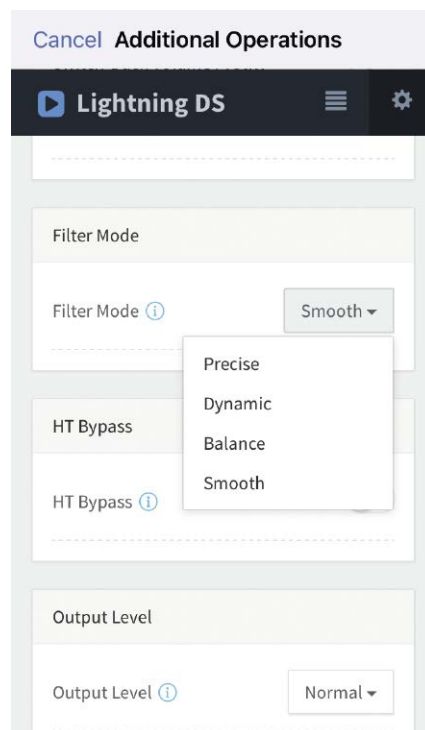 Cancel Additional Operations
Lightning DS
Filter Mode
Filter Mode Smooth
Precise
Dynamic
Balance
Smooth
HT Bypass
HT Bypass
Output Level
Output Level Normal